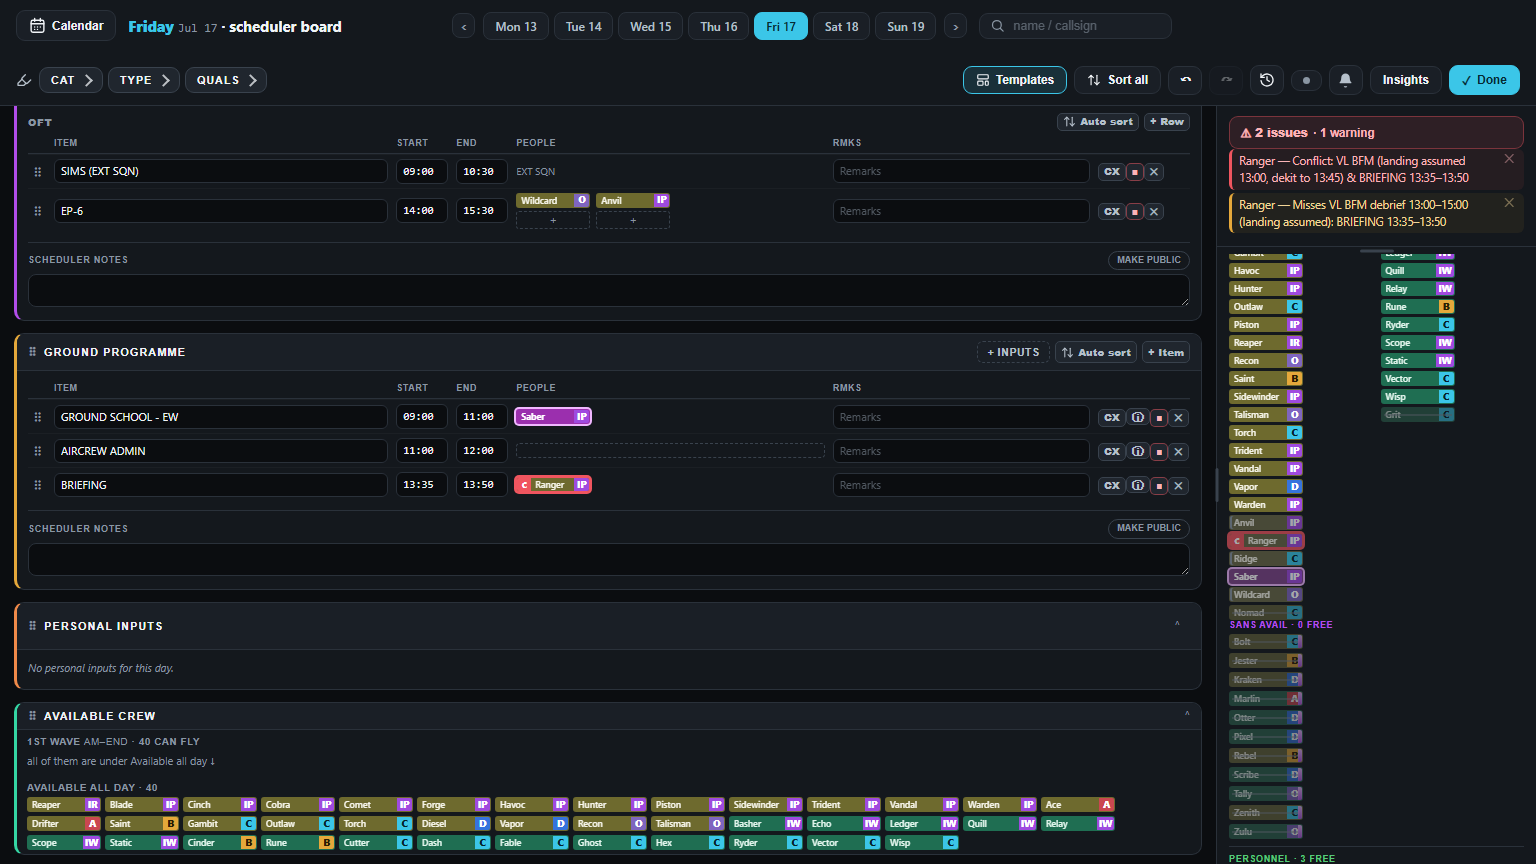 Calendar
Friday Jul 17 · scheduler board
‹ Mon 13 Tue 14 Wed 15 Thu 16 Fri 17 Sat 18 Sun 19 ›
name / callsign
CAT TYPE QUALS
Templates Sort all Insights ✓ Done
OFT
Auto sort + Row
ITEM START END PEOPLE RMKS
SIMS (EXT SQN) 09:00 10:30 EXT SQN Remarks CX
EP-6 14:00 15:30 Wildcard O Anvil IP Remarks CX
+ +
SCHEDULER NOTES MAKE PUBLIC
GROUND PROGRAMME + INPUTS Auto sort + Item
ITEM START END PEOPLE RMKS
GROUND SCHOOL - EW 09:00 11:00 Saber IP Remarks CX
AIRCREW ADMIN 11:00 12:00 Remarks CX
BRIEFING 13:35 13:50 C Ranger IP Remarks CX
SCHEDULER NOTES MAKE PUBLIC
PERSONAL INPUTS
No personal inputs for this day.
AVAILABLE CREW
1ST WAVE AM–END · 40 CAN FLY
all of them are under Available all day ↓
AVAILABLE ALL DAY · 40
Reaper IR Blade IP Cinch IP Cobra IP Comet IP Forge IP Havoc IP Hunter IP Piston IP Sidewinder IP Trident IP Vandal IP Warden IP Ace A
Drifter A Saint B Gambit C Outlaw C Torch C Diesel D Vapor D Recon O Talisman O Basher IW Echo IW Ledger IW Quill IW Relay IW
Scope IW Static IW Cinder B Rune B Cutter C Dash C Fable C Ghost C Hex C Ryder C Vector C Wisp C
⚠ 2 issues · 1 warning
Ranger — Conflict: VL BFM (landing assumed
13:00, dekit to 13:45) & BRIEFING 13:35–13:50
Ranger — Misses VL BFM debrief 13:00–15:00
(landing assumed): BRIEFING 13:35–13:50
Gambit C
Havoc IP
Hunter IP
Outlaw C
Piston IP
Reaper IR
Recon O
Saint B
Sidewinder IP
Talisman O
Torch C
Trident IP
Vandal IP
Vapor D
Warden IP
Anvil IP
C Ranger IP
Ridge C
Saber IP
Wildcard O
Nomad C
Ledger IW
Quill IW
Relay IW
Rune B
Ryder C
Scope IW
Static IW
Vector C
Wisp C
Grit C
SANS AVAIL · 0 FREE
Bolt C
Jester B
Kraken D
Marlin A
Otter D
Pixel D
Rebel B
Scribe D
Tally O
Zenith C
Zulu O
PERSONNEL · 3 FREE